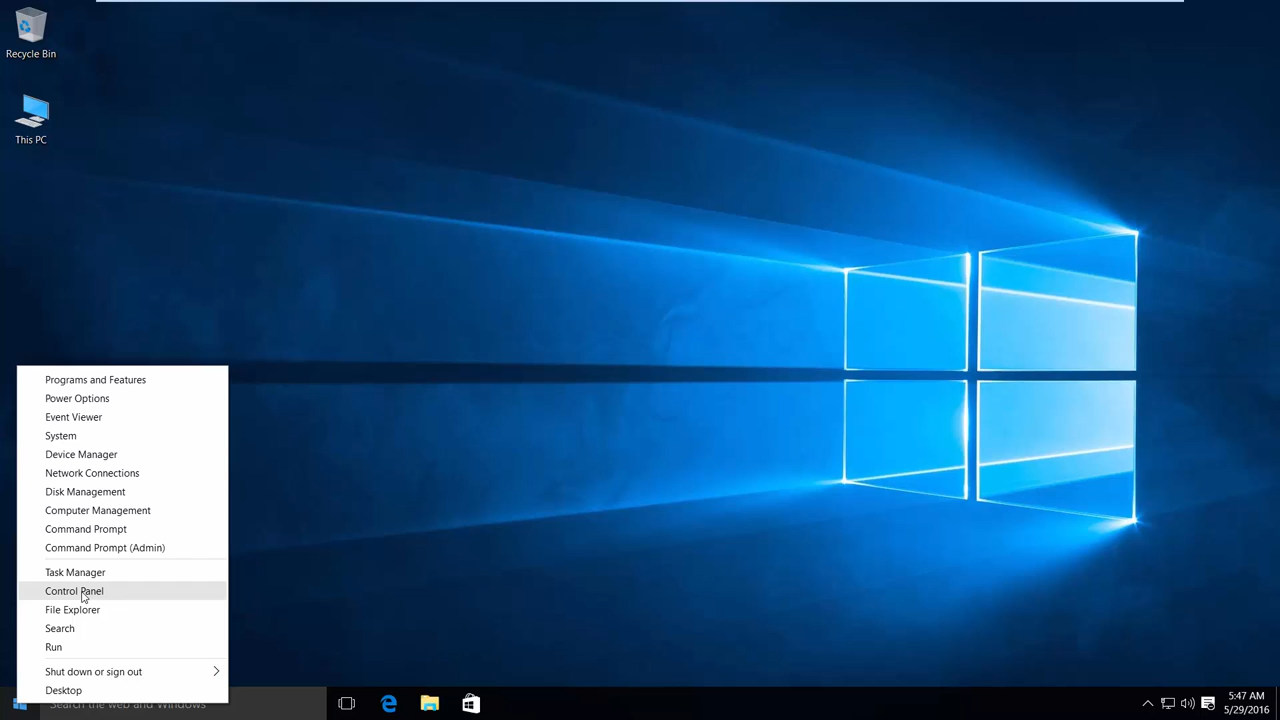 Recycle Bin
This PC
Programs and Features
Power Options
Event Viewer
System
Device Manager
Network Connections
Disk Management
Computer Management
Command Prompt
Command Prompt (Admin)
Task Manager
Control Panel
File Explorer
Search
Run
Shut down or sign out
Desktop
Search the web and Windows
5:47 AM
5/29/2016